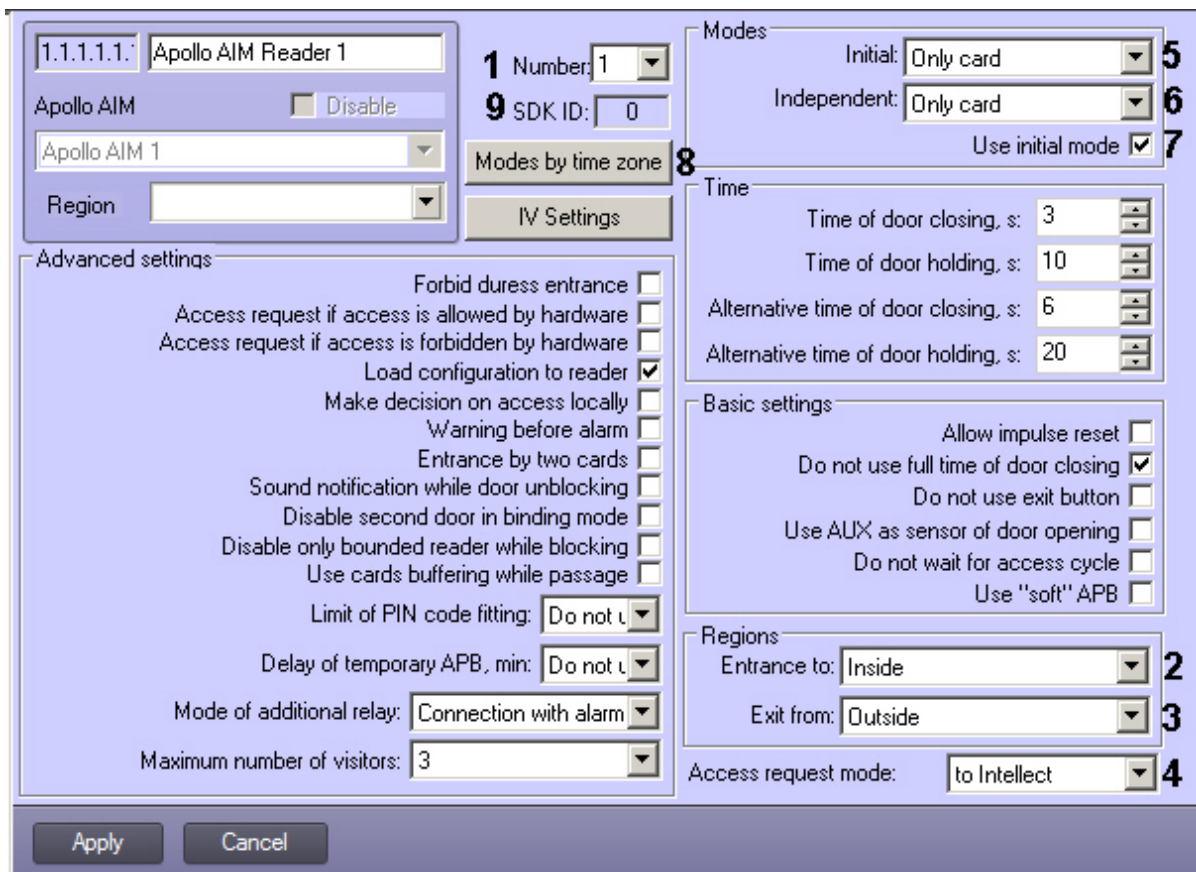 1.1.1.1.1 Apollo AIM Reader 1
Apollo AIM Disable
Apollo AIM 1
Region
1 Number: 1
9 SDK ID: 0
Modes by time zone 8
IV Settings
Modes
Initial: Only card 5
Independent: Only card 6
Use initial mode 7
Time
Time of door closing, s: 3
Time of door holding, s: 10
Alternative time of door closing, s: 6
Alternative time of door holding, s: 20
Advanced settings
Forbid duress entrance
Access request if access is allowed by hardware
Access request if access is forbidden by hardware
Load configuration to reader
Make decision on access locally
Warning before alarm
Entrance by two cards
Sound notification while door unblocking
Disable second door in binding mode
Disable only bounded reader while blocking
Use cards buffering while passage
Limit of PIN code fitting: Do not u
Delay of temporary APB, min: Do not u
Mode of additional relay: Connection with alarm
Maximum number of visitors: 3
Basic settings
Allow impulse reset
Do not use full time of door closing
Do not use exit button
Use AUX as sensor of door opening
Do not wait for access cycle
Use "soft" APB
Regions
Entrance to: Inside 2
Exit from: Outside 3
Access request mode: to Intellect 4
Apply Cancel